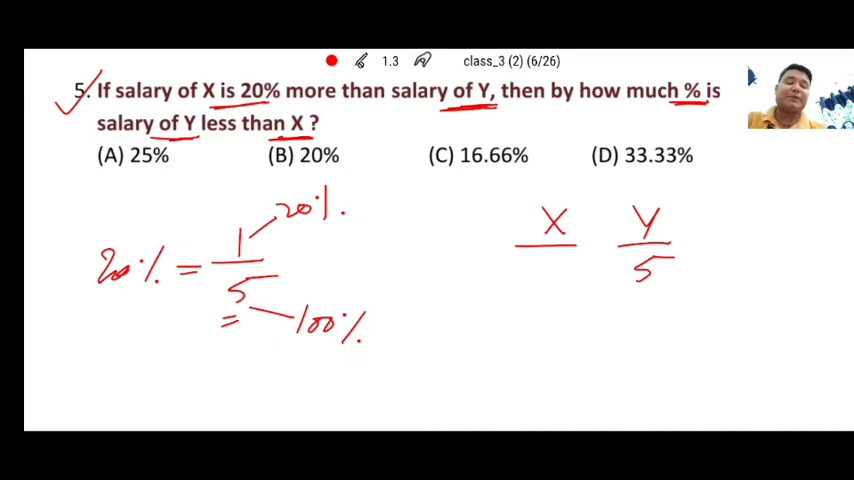 1.3 class_3 (2) (6/26)
5. If salary of X is 20% more than salary of Y, then by how much % is
salary of Y less than X ?
(A) 25% (B) 20% (C) 16.66% (D) 33.33%
20% = 1/5
20%.
= 100%
X Y
5